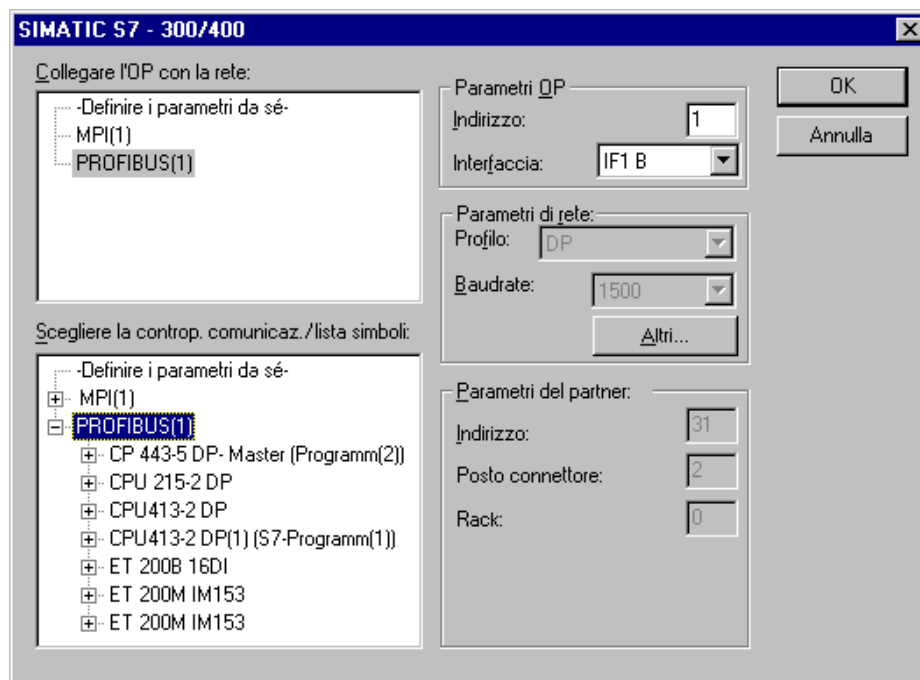 SIMATIC S7 - 300/400
Collegare l'OP con la rete:
-Definire i parametri da sé-
MPI(1)
PROFIBUS(1)
Scegliere la controp. comunicaz./lista simboli:
-Definire i parametri da sé-
MPI(1)
PROFIBUS(1)
CP 443-5 DP- Master (Programm(2))
CPU 215-2 DP
CPU413-2 DP
CPU413-2 DP(1) (S7-Programm(1))
ET 200B 16DI
ET 200M IM153
ET 200M IM153
Parametri OP
Indirizzo: 1
Interfaccia: IF1 B
Parametri di rete:
Profilo: DP
Baudrate: 1500
Altri...
Parametri del partner:
Indirizzo: 31
Posto connettore: 2
Rack: 0
OK
Annulla